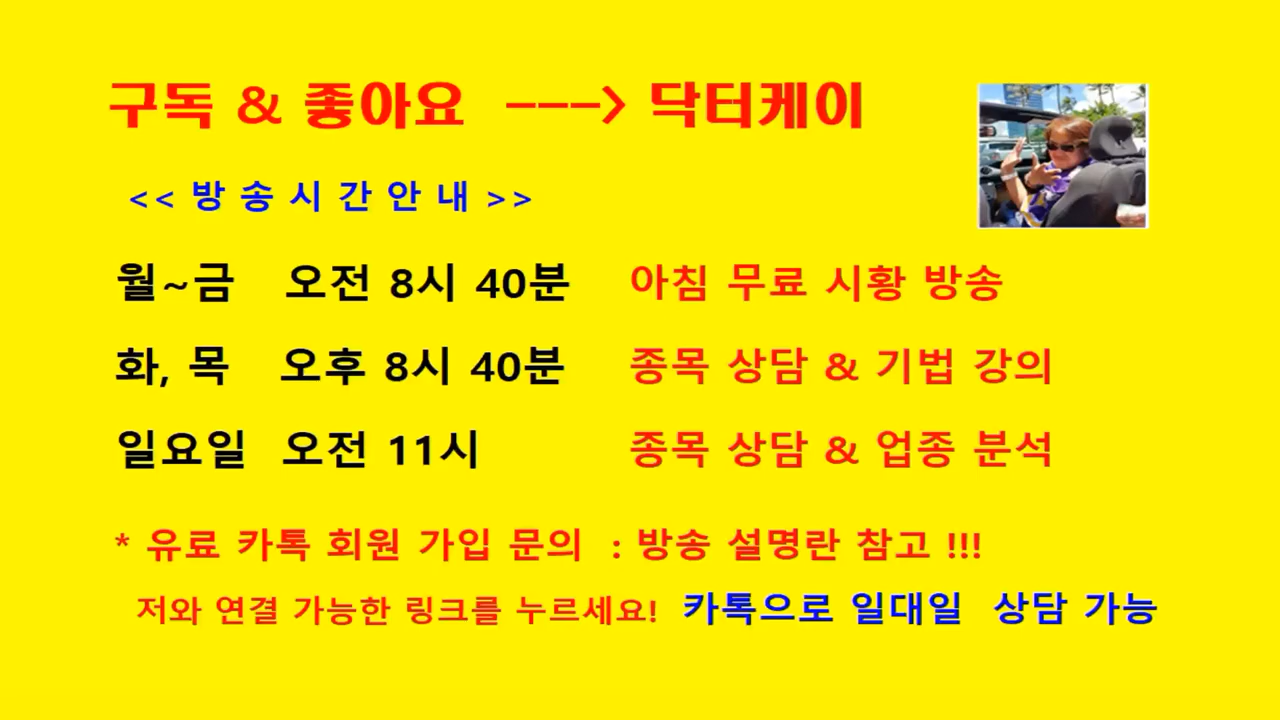 구독 & 좋아요 ---> 닥터케이
<< 방 송 시 간 안 내 >>
월~금 오전 8시 40분 아침 무료 시황 방송
화, 목 오후 8시 40분 종목 상담 & 기법 강의
일요일 오전 11시 종목 상담 & 업종 분석
* 유료 카톡 회원 가입 문의 : 방송 설명란 참고 !!!
저와 연결 가능한 링크를 누르세요! 카톡으로 일대일 상담 가능